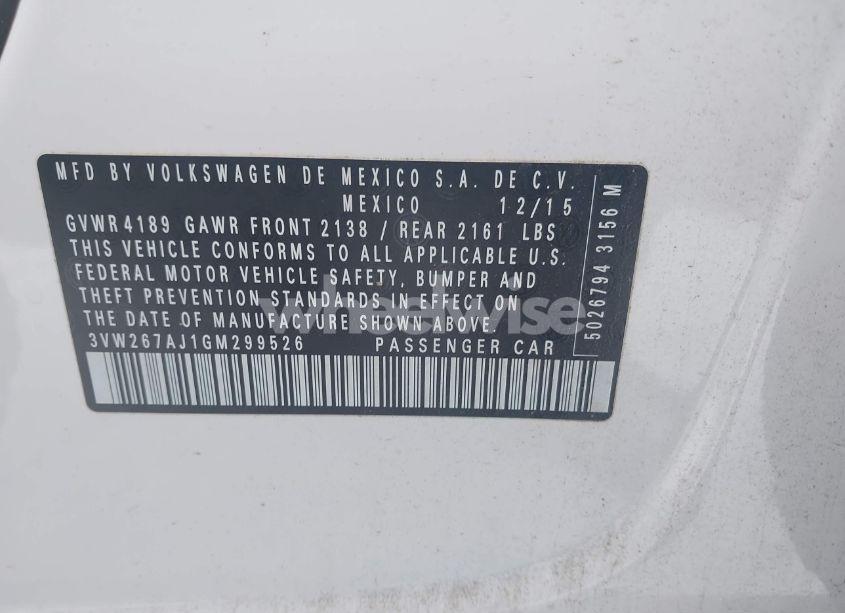 MFD BY VOLKSWAGEN DE MEXICO S.A. DE C.V.
MEXICO 12/15
GVWR 4189 GAWR FRONT 2138 / REAR 2161 LBS
THIS VEHICLE CONFORMS TO ALL APPLICABLE U.S.
FEDERAL MOTOR VEHICLE SAFETY, BUMPER AND
THEFT PREVENTION STANDARDS IN EFFECT ON
THE DATE OF MANUFACTURE SHOWN ABOVE.
3VW267AJ1GM299526 PASSENGER CAR
5026794 3156 M
wheelwise